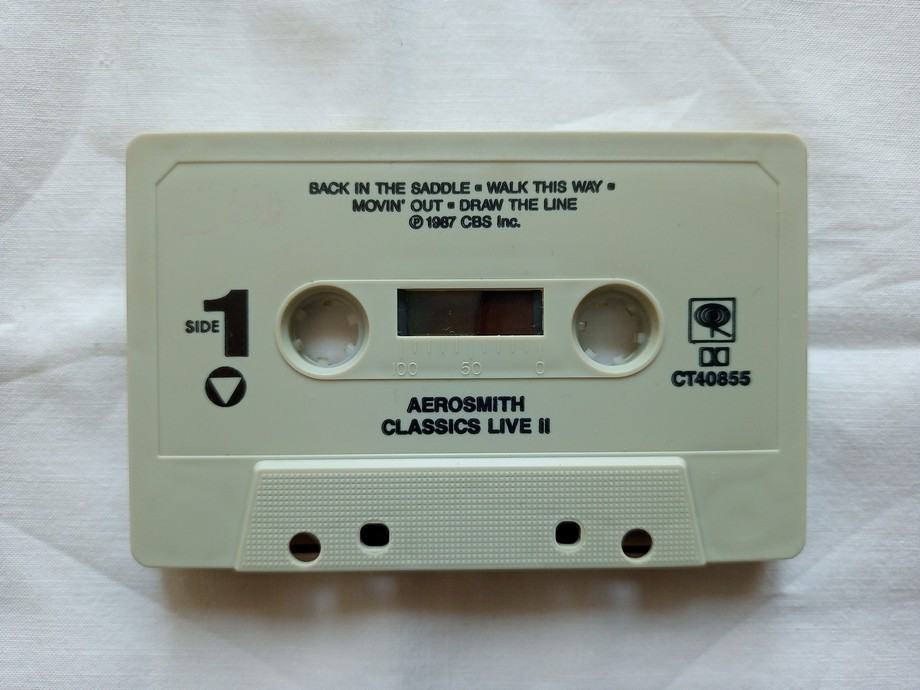 BACK IN THE SADDLE ▪ WALK THIS WAY ▪
MOVIN' OUT ▪ DRAW THE LINE
℗ 1987 CBS Inc.
SIDE 1
100 50 0
CT40855
AEROSMITH
CLASSICS LIVE II